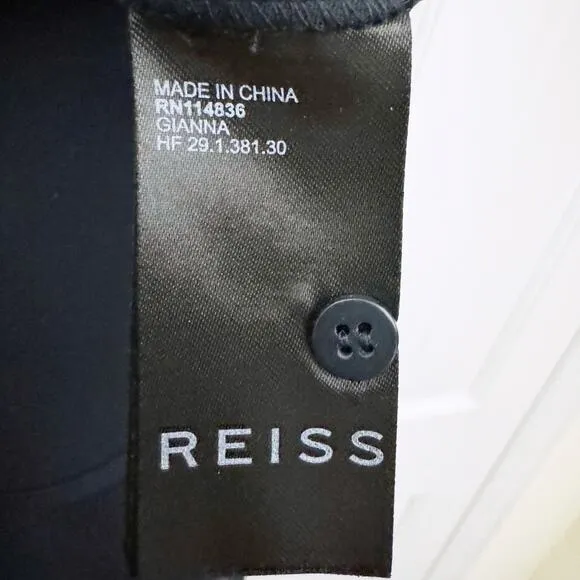 MADE IN CHINA
RN114836
GIANNA
HF 29.1.381.30
REISS